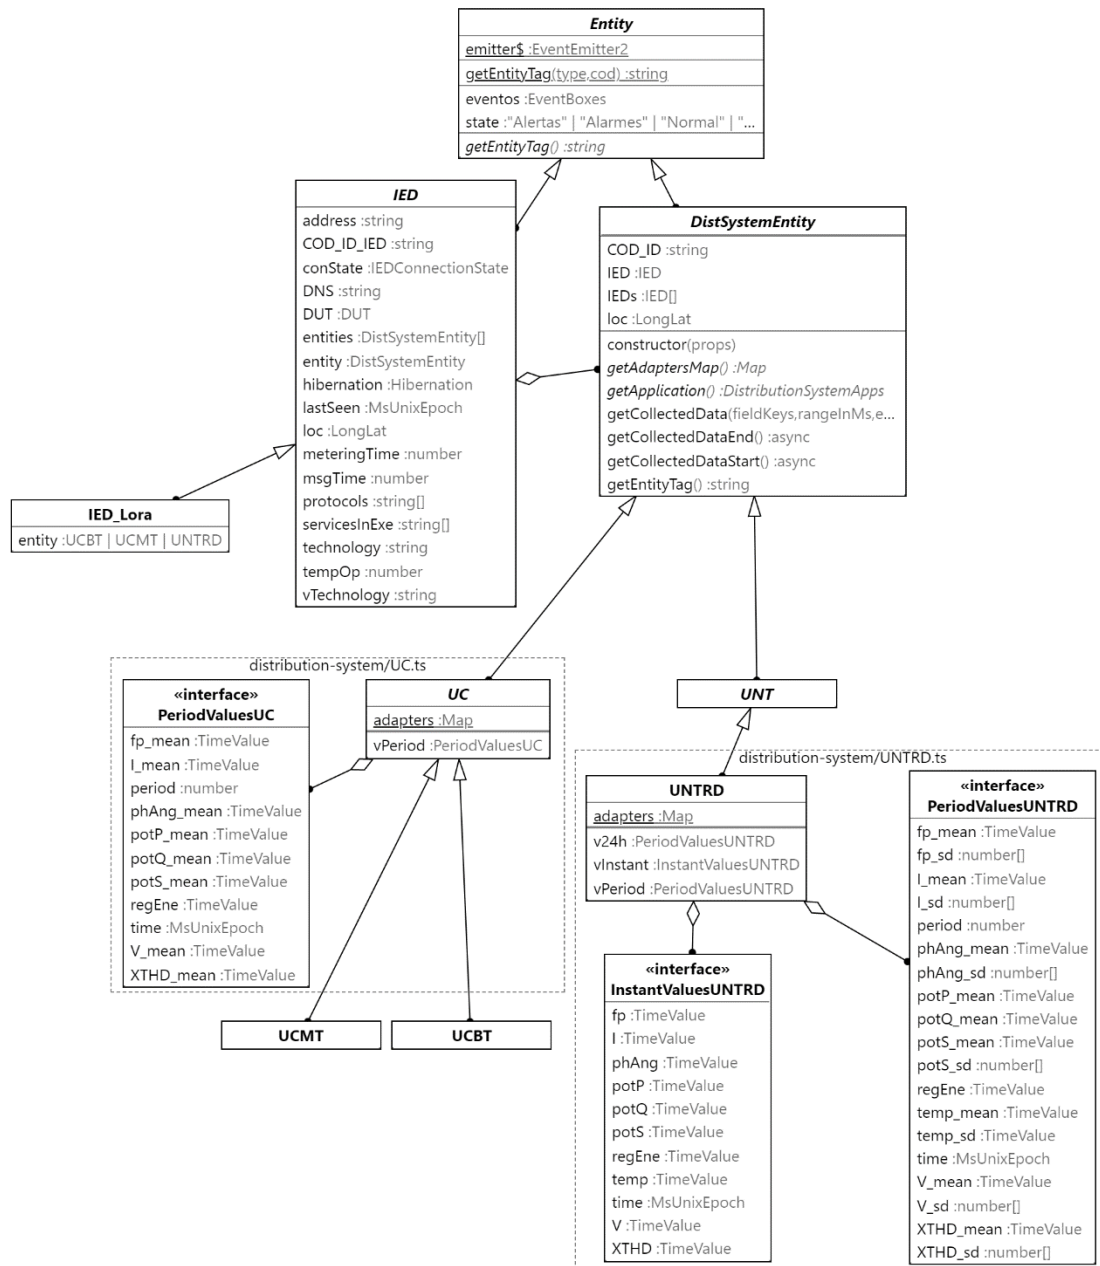 Entity
emitter$ :EventEmitter2
getEntityTag(type,cod) :string
eventos :EventBoxes
state :"Alertas" | "Alarmes" | "Normal" | "...
getEntityTag() :string
IED
address :string
COD_ID_IED :string
conState :IEDConnectionState
DNS :string
DUT :DUT
entities :DistSystemEntity[]
entity :DistSystemEntity
hibernation :Hibernation
lastSeen :MsUnixEpoch
loc :LongLat
meteringTime :number
msgTime :number
protocols :string[]
servicesInExe :string[]
technology :string
tempOp :number
vTechnology :string
DistSystemEntity
COD_ID :string
IED :IED
IEDs :IED[]
loc :LongLat
constructor(props)
getAdaptersMap() :Map
getApplication() :DistributionSystemApps
getCollectedData(fieldKeys,rangeInMs,e...
getCollectedDataEnd() :async
getCollectedDataStart() :async
getEntityTag() :string
IED_Lora
entity :UCBT | UCMT | UNTRD
distribution-system/UC.ts
«interface»
PeriodValuesUC
fp_mean :TimeValue
I_mean :TimeValue
period :number
phAng_mean :TimeValue
potP_mean :TimeValue
potQ_mean :TimeValue
potS_mean :TimeValue
regEne :TimeValue
time :MsUnixEpoch
V_mean :TimeValue
XTHD_mean :TimeValue
UC
adapters :Map
vPeriod :PeriodValuesUC
UCMT
UCBT
UNT
distribution-system/UNTRD.ts
UNTRD
adapters :Map
v24h :PeriodValuesUNTRD
vInstant :InstantValuesUNTRD
vPeriod :PeriodValuesUNTRD
«interface»
InstantValuesUNTRD
fp :TimeValue
I :TimeValue
phAng :TimeValue
potP :TimeValue
potQ :TimeValue
potS :TimeValue
regEne :TimeValue
temp :TimeValue
time :MsUnixEpoch
V :TimeValue
XTHD :TimeValue
«interface»
PeriodValuesUNTRD
fp_mean :TimeValue
fp_sd :number[]
I_mean :TimeValue
I_sd :number[]
period :number
phAng_mean :TimeValue
phAng_sd :number[]
potP_mean :TimeValue
potQ_mean :TimeValue
potS_mean :TimeValue
potS_sd :number[]
regEne :TimeValue
temp_mean :TimeValue
temp_sd :TimeValue
time :MsUnixEpoch
V_mean :TimeValue
V_sd :number[]
XTHD_mean :TimeValue
XTHD_sd :number[]